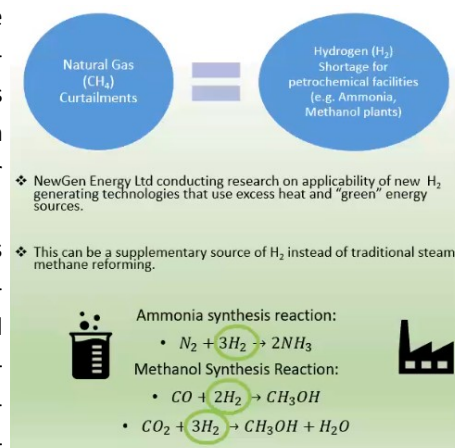 Natural Gas
(CH₄)
Curtailments
Hydrogen (H₂)
Shortage for
petrochemical facilities
(e.g. Ammonia,
Methanol plants)
❖ NewGen Energy Ltd conducting research on applicability of new H₂
generating technologies that use excess heat and “green” energy
sources.
❖ This can be a supplementary source of H₂ instead of traditional steam
methane reforming.
Ammonia synthesis reaction:
• N₂ + 3H₂ → 2NH₃
Methanol Synthesis Reaction:
• CO + 2H₂ → CH₃OH
• CO₂ + 3H₂ → CH₃OH + H₂O